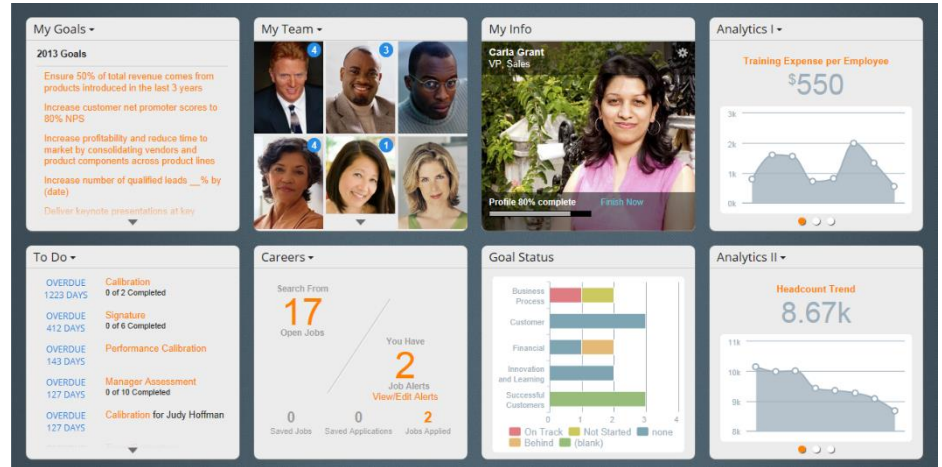 My Goals
2013 Goals
Ensure 50% of total revenue comes from
products introduced in the last 3 years
Increase customer net promoter scores to
80% NPS
Increase profitability and reduce time to
market by consolidating vendors and
product components across product lines
Increase number of qualified leads __% by
(date)
Deliver keynote presentations at key
My Team
4
3
4
1
My Info
Carla Grant
VP, Sales
Profile 80% complete Finish Now
Analytics I
Training Expense per Employee
$550
3k
2k
1k
0k
To Do
OVERDUE Calibration
1223 DAYS 0 of 2 Completed
OVERDUE Signature
412 DAYS 0 of 6 Completed
OVERDUE Performance Calibration
143 DAYS
OVERDUE Manager Assessment
127 DAYS 0 of 10 Completed
OVERDUE Calibration for Judy Hoffman
127 DAYS
Careers
Search From
17
Open Jobs
You Have
2
Job Alerts
View/Edit Alerts
0 0 2
Saved Jobs Saved Applications Jobs Applied
Goal Status
Business
Process
Customer
Financial
Innovation
and Learning
Successful
Customers
0 1 2 3 4
On Track Not Started none
Behind (blank)
Analytics II
Headcount Trend
8.67k
11k
10k
9k
8k